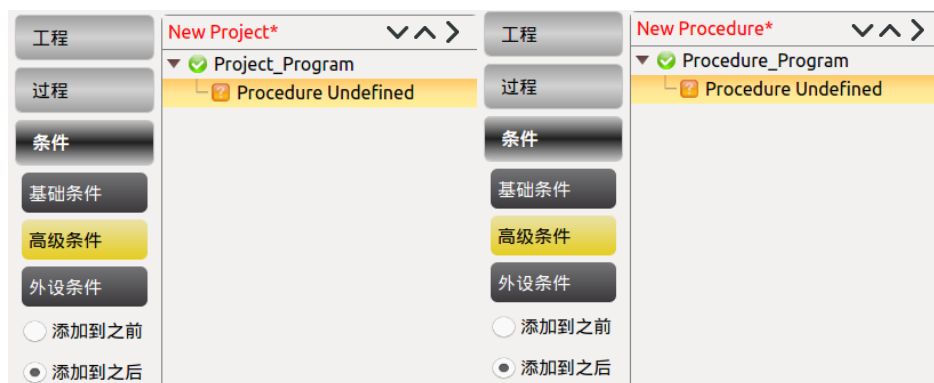 工程
过程
条件
基础条件
高级条件
外设条件
添加到之前
添加到之后
New Project*
Project_Program
Procedure Undefined
工程
过程
条件
基础条件
高级条件
外设条件
添加到之前
添加到之后
New Procedure*
Procedure_Program
Procedure Undefined